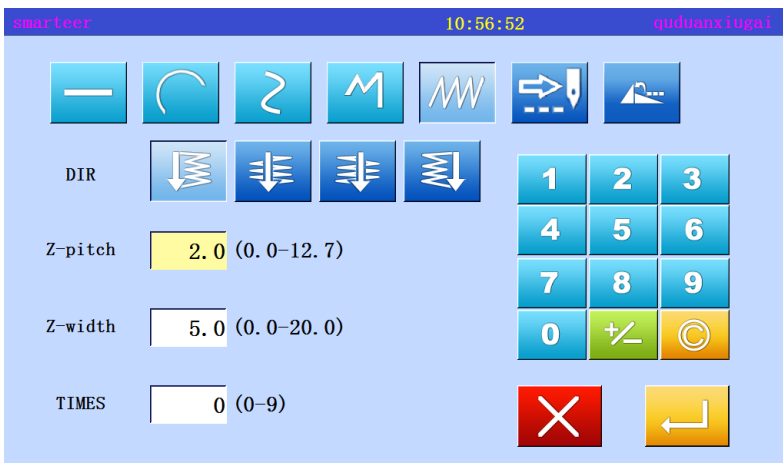 smarteer 10:56:52 quduanxiugai
DIR
1 2 3
Z-pitch 2.0 (0.0-12.7)
4 5 6
7 8 9
Z-width 5.0 (0.0-20.0)
0 +/- ©
TIMES 0 (0-9)